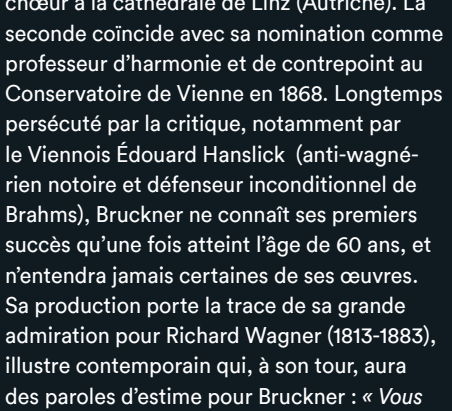 chœur à la cathédrale de Linz (Autriche). La
seconde coïncide avec sa nomination comme
professeur d’harmonie et de contrepoint au
Conservatoire de Vienne en 1868. Longtemps
persécuté par la critique, notamment par
le Viennois Édouard Hanslick  (anti-wagné-
rien notoire et défenseur inconditionnel de
Brahms), Bruckner ne connaît ses premiers
succès qu’une fois atteint l’âge de 60 ans, et
n’entendra jamais certaines de ses œuvres.
Sa production porte la trace de sa grande
admiration pour Richard Wagner (1813-1883),
illustre contemporain qui, à son tour, aura
des paroles d’estime pour Bruckner : « Vous